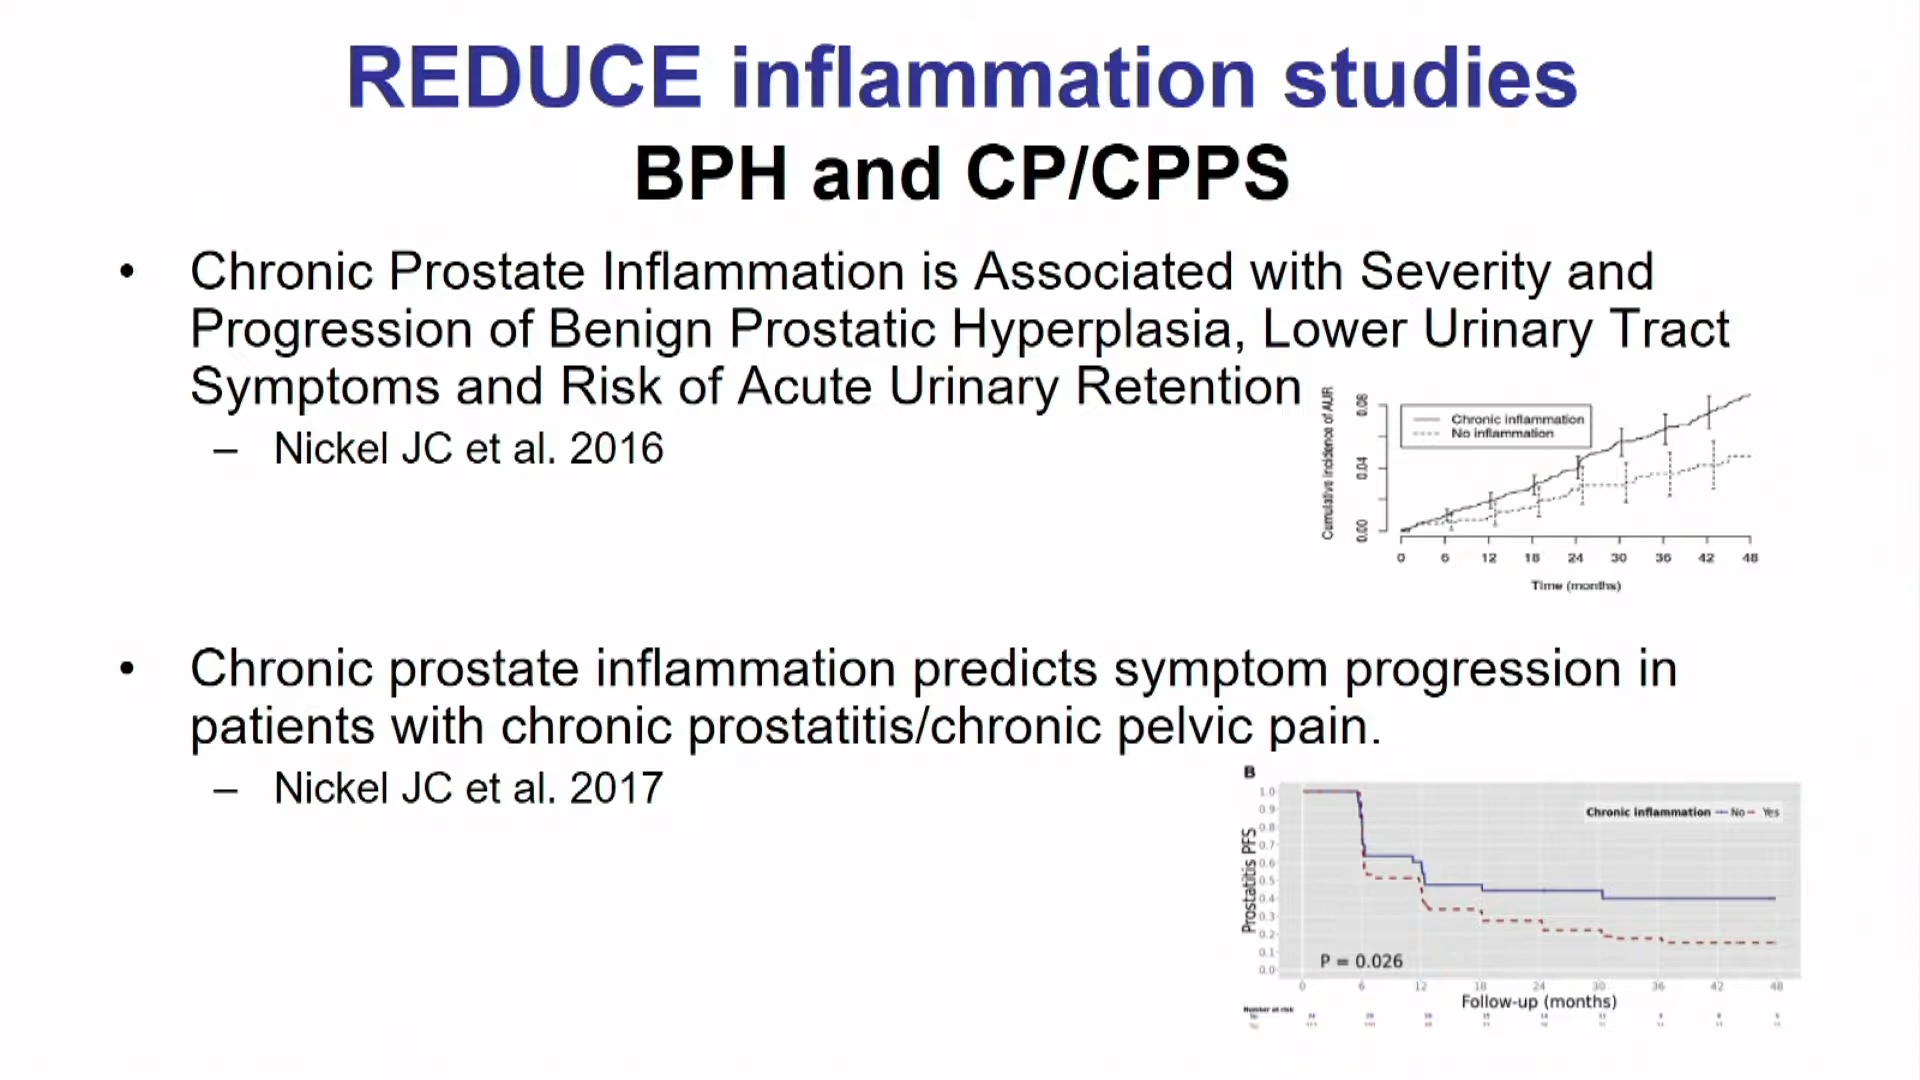 REDUCE inflammation studies
BPH and CP/CPPS
• Chronic Prostate Inflammation is Associated with Severity and
Progression of Benign Prostatic Hyperplasia, Lower Urinary Tract
Symptoms and Risk of Acute Urinary Retention
– Nickel JC et al. 2016
Cumulative incidence of AUR
0.08
0.04
0.00
Chronic inflammation
No inflammation
0 6 12 18 24 30 36 42 48
Time (months)
• Chronic prostate inflammation predicts symptom progression in
patients with chronic prostatitis/chronic pelvic pain.
– Nickel JC et al. 2017
B
Prostatitis PFS
1.0
0.9
0.8
0.7
0.6
0.5
0.4
0.3
0.2
0.1
0.0
Chronic inflammation No Yes
P = 0.026
0 6 12 18 24 30 36 42 48
Follow-up (months)
Number at risk